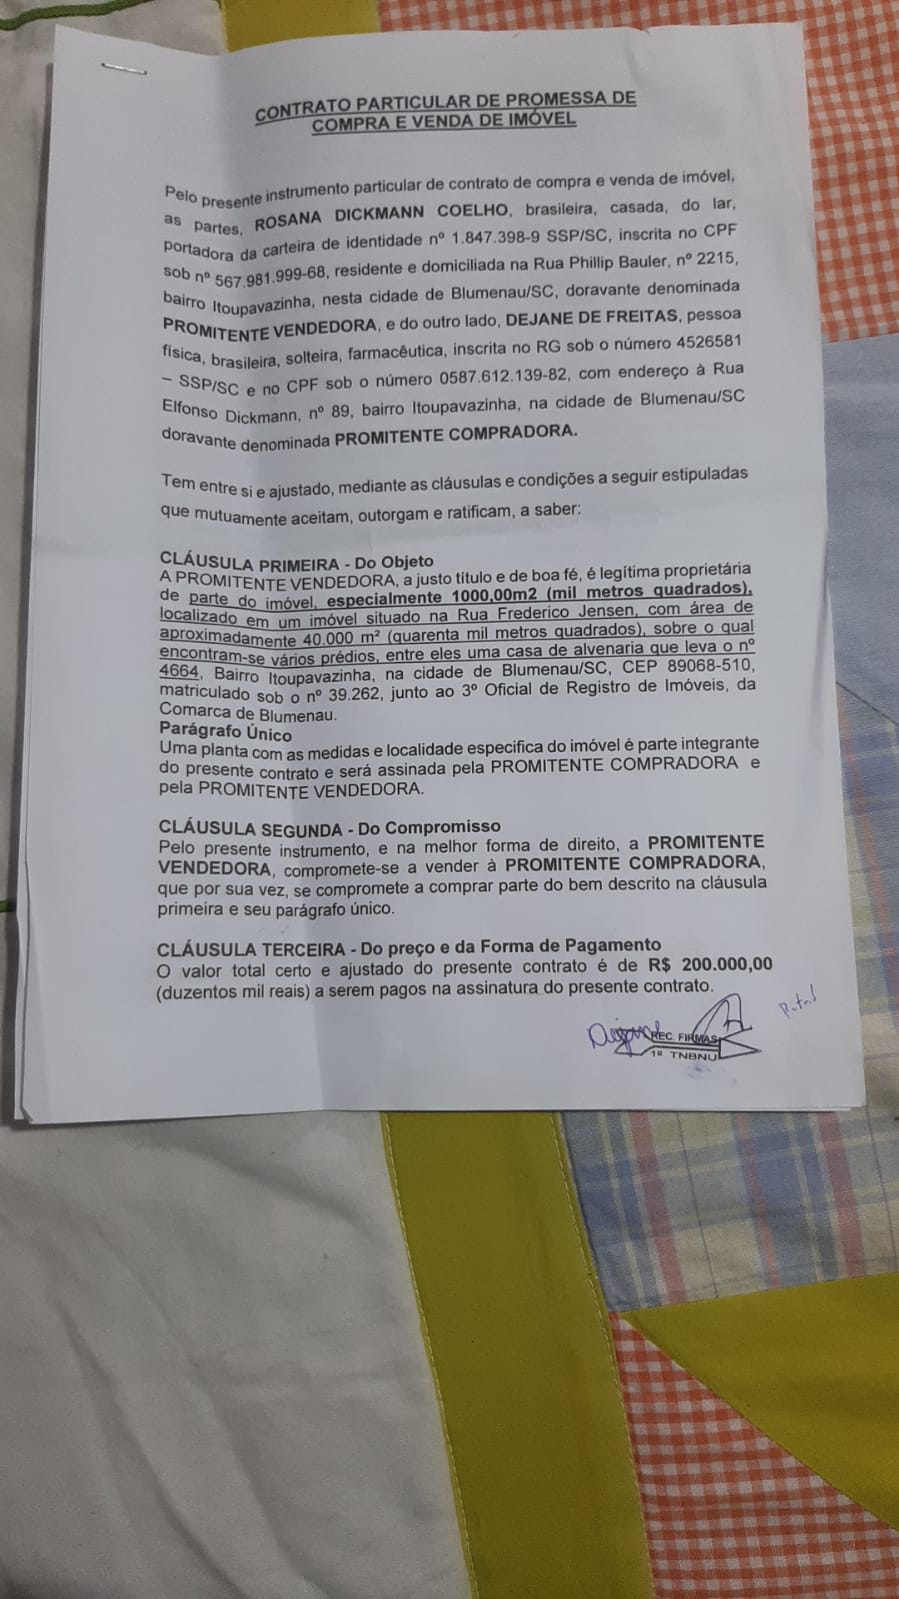 CONTRATO PARTICULAR DE PROMESSA DE
COMPRA E VENDA DE IMÓVEL
Pelo presente instrumento particular de contrato de compra e venda de imóvel,
as partes, ROSANA DICKMANN COELHO, brasileira, casada, do lar,
portadora da carteira de identidade nº 1.847.398-9 SSP/SC, inscrita no CPF
sob nº 567.981.999-68, residente e domiciliada na Rua Phillip Bauler, nº 2215,
bairro Itoupavazinha, nesta cidade de Blumenau/SC, doravante denominada
PROMITENTE VENDEDORA, e do outro lado, DEJANE DE FREITAS, pessoa
física, brasileira, solteira, farmacêutica, inscrita no RG sob o número 4526581
– SSP/SC e no CPF sob o número 0587.612.139-82, com endereço à Rua
Elfonso Dickmann, nº 89, bairro Itoupavazinha, na cidade de Blumenau/SC
doravante denominada PROMITENTE COMPRADORA.
Tem entre si e ajustado, mediante as cláusulas e condições a seguir estipuladas
que mutuamente aceitam, outorgam e ratificam, a saber:
CLÁUSULA PRIMEIRA - Do Objeto
A PROMITENTE VENDEDORA, a justo título e de boa fé, é legítima proprietária
de parte do imóvel, especialmente 1000,00m2 (mil metros quadrados),
localizado em um imóvel situado na Rua Frederico Jensen, com área de
aproximadamente 40.000 m² (quarenta mil metros quadrados), sobre o qual
encontram-se vários prédios, entre eles uma casa de alvenaria que leva o nº
4664, Bairro Itoupavazinha, na cidade de Blumenau/SC, CEP 89068-510,
matriculado sob o nº 39.262, junto ao 3º Oficial de Registro de Imóveis, da
Comarca de Blumenau.
Parágrafo Único
Uma planta com as medidas e localidade especifica do imóvel é parte integrante
do presente contrato e será assinada pela PROMITENTE COMPRADORA e
pela PROMITENTE VENDEDORA.
CLÁUSULA SEGUNDA - Do Compromisso
Pelo presente instrumento, e na melhor forma de direito, a PROMITENTE
VENDEDORA, compromete-se a vender à PROMITENTE COMPRADORA,
que por sua vez, se compromete a comprar parte do bem descrito na cláusula
primeira e seu parágrafo único.
CLÁUSULA TERCEIRA - Do preço e da Forma de Pagamento
O valor total certo e ajustado do presente contrato é de R$ 200.000,00
(duzentos mil reais) a serem pagos na assinatura do presente contrato.
REC. FIRMAS
1º TNBNU